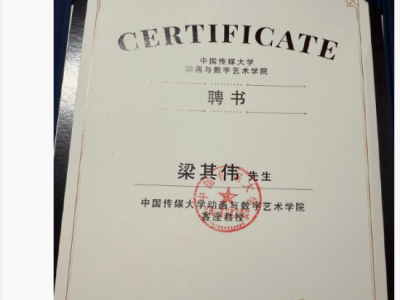 CERTIFICATE
中国传媒大学
动画与数字艺术学院
聘书
梁其伟 先生
中国传媒大学动画与数字艺术学院
客座教授